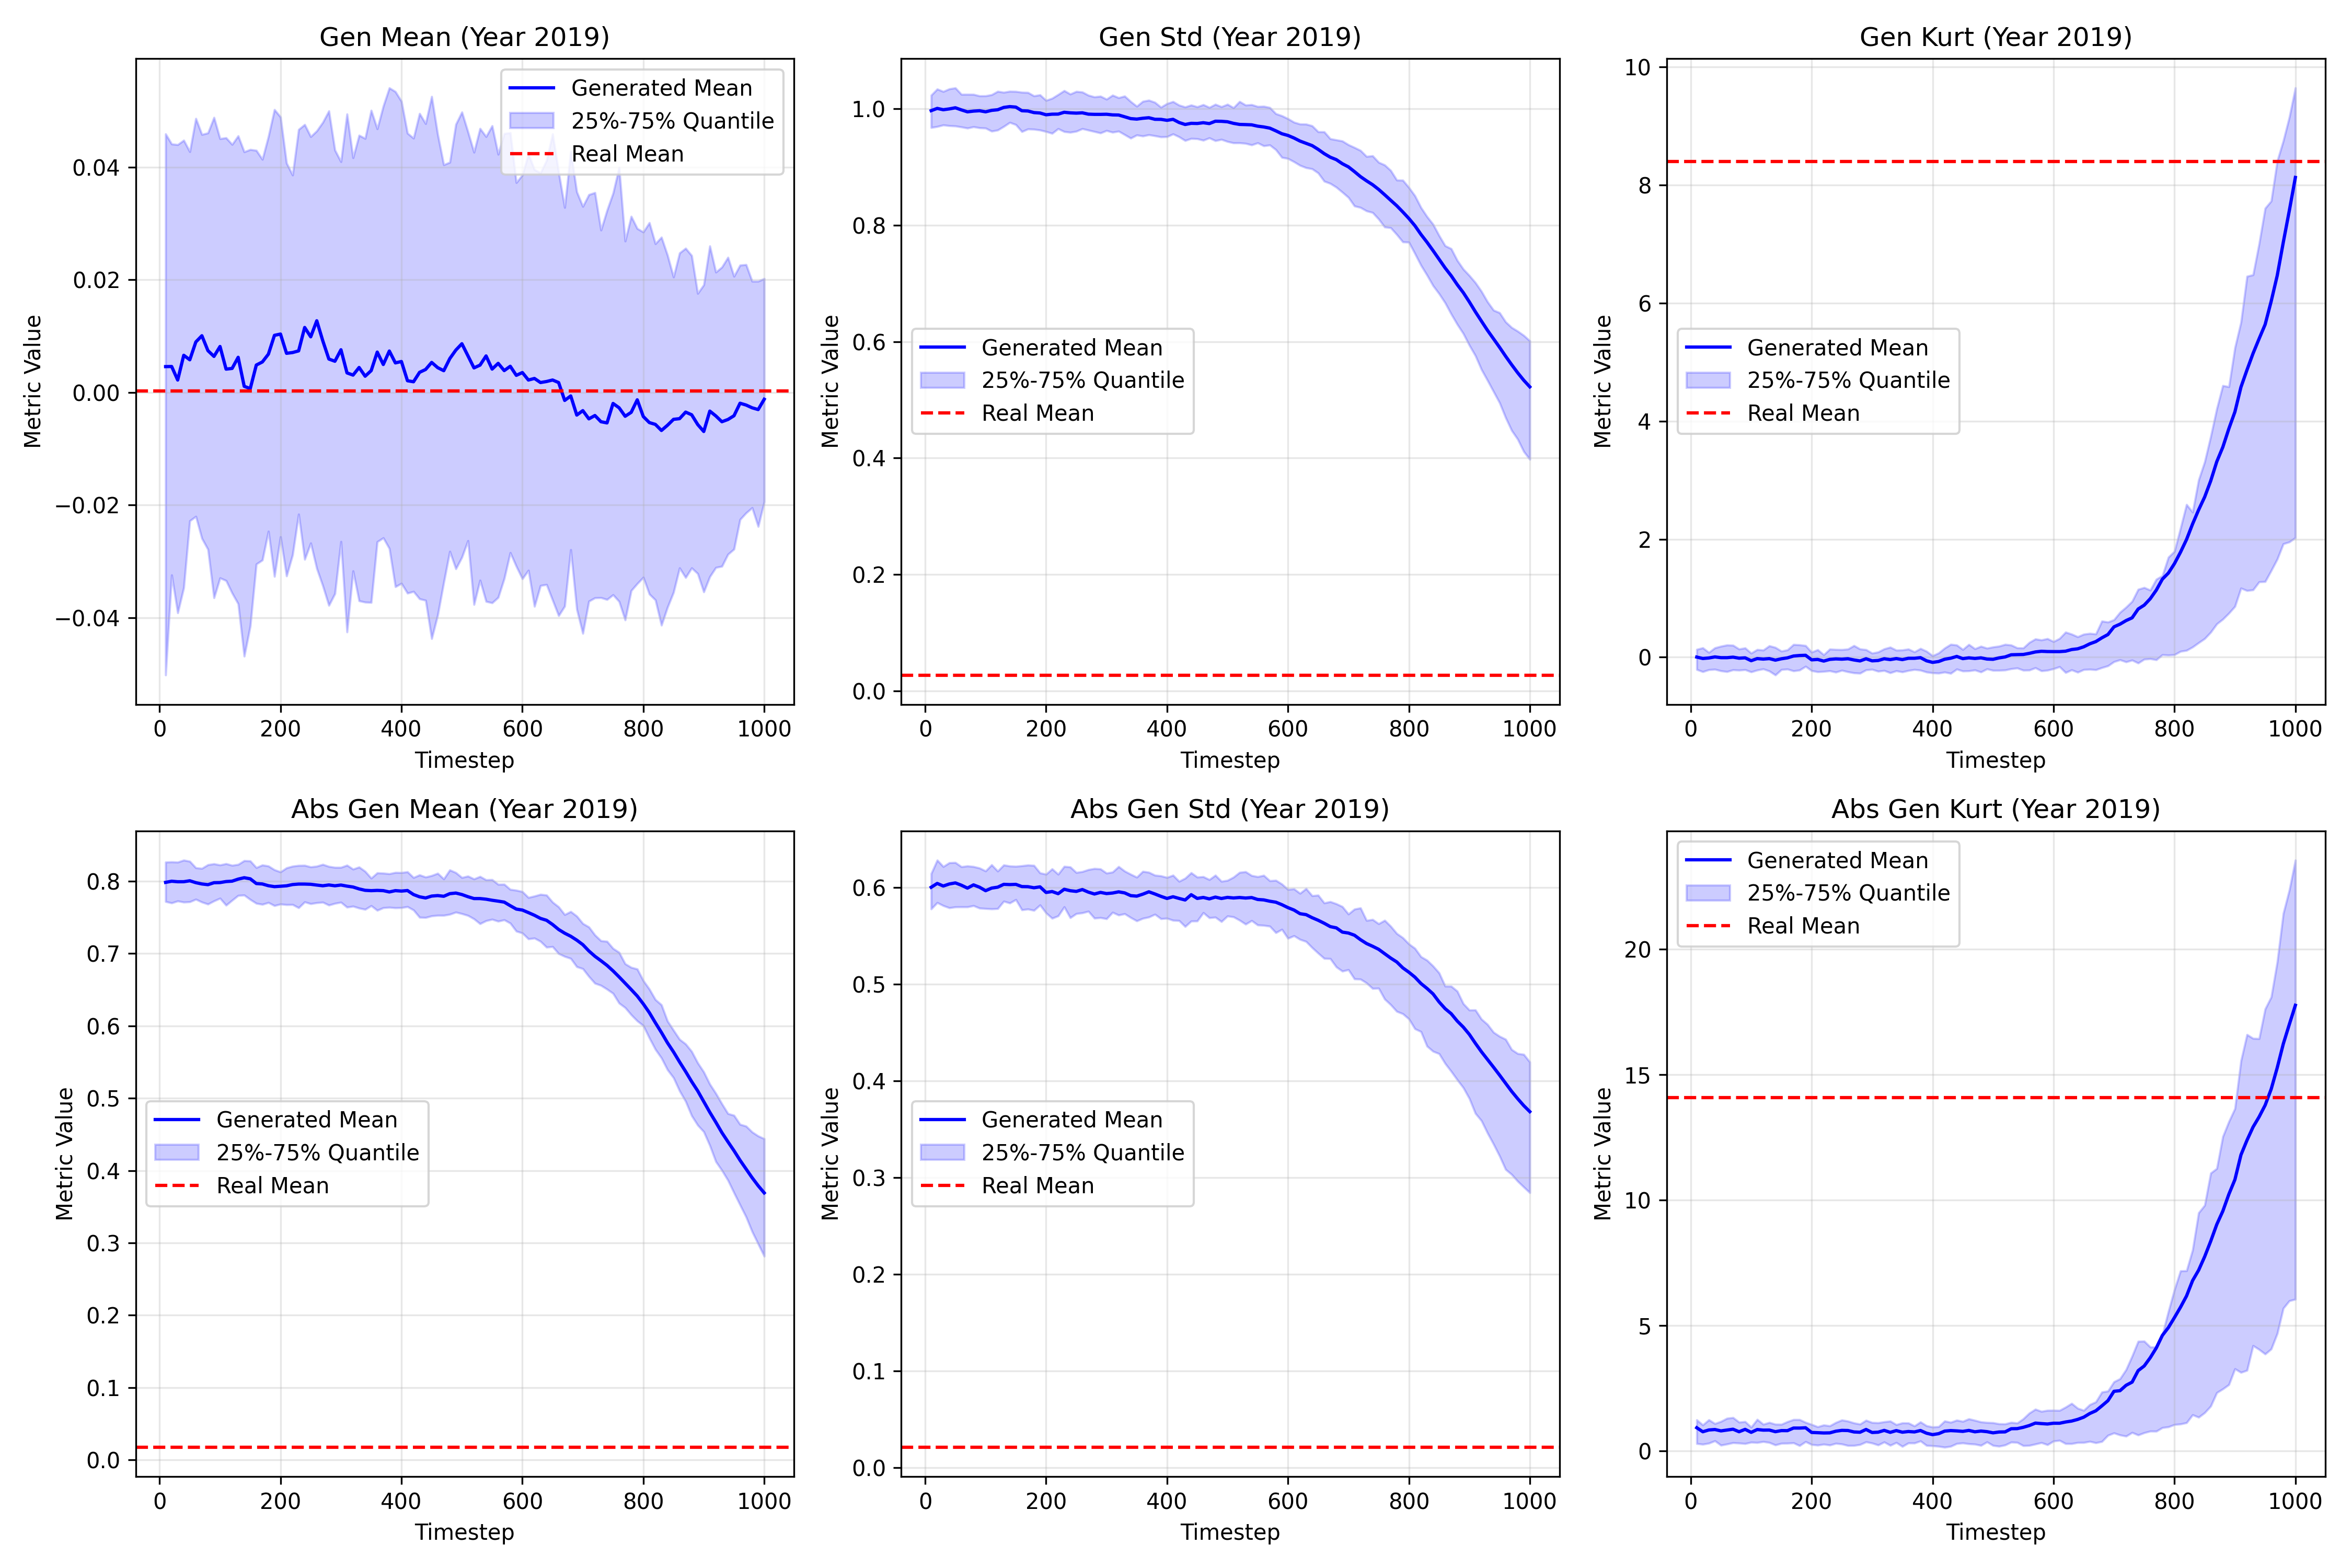 Gen Mean (Year 2019)
Metric Value
0.04
0.02
0.00
−0.02
−0.04
Generated Mean
25%-75% Quantile
Real Mean
0 200 400 600 800 1000
Timestep
Gen Std (Year 2019)
Metric Value
1.0
0.8
0.6
0.4
0.2
0.0
Generated Mean
25%-75% Quantile
Real Mean
0 200 400 600 800 1000
Timestep
Gen Kurt (Year 2019)
Metric Value
10
8
6
4
2
0
Generated Mean
25%-75% Quantile
Real Mean
0 200 400 600 800 1000
Timestep
Abs Gen Mean (Year 2019)
Metric Value
0.8
0.7
0.6
0.5
0.4
0.3
0.2
0.1
0.0
Generated Mean
25%-75% Quantile
Real Mean
0 200 400 600 800 1000
Timestep
Abs Gen Std (Year 2019)
Metric Value
0.6
0.5
0.4
0.3
0.2
0.1
0.0
Generated Mean
25%-75% Quantile
Real Mean
0 200 400 600 800 1000
Timestep
Abs Gen Kurt (Year 2019)
Metric Value
20
15
10
5
0
Generated Mean
25%-75% Quantile
Real Mean
0 200 400 600 800 1000
Timestep